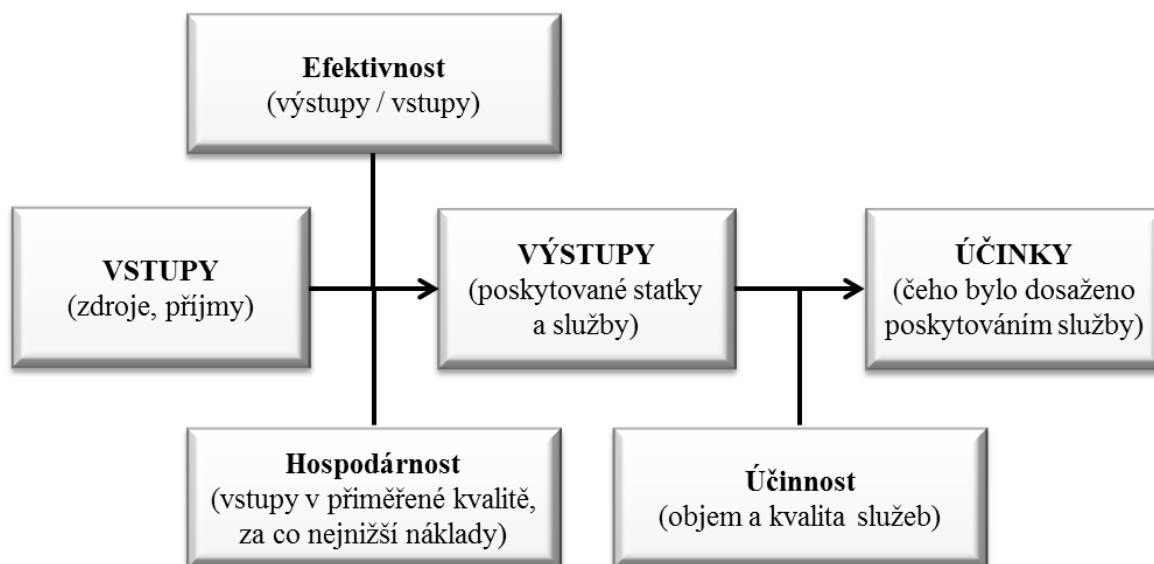 Efektivnost
(výstupy / vstupy)
VSTUPY
(zdroje, příjmy)
VÝSTUPY
(poskytované statky
a služby)
ÚČINKY
(čeho bylo dosaženo
poskytováním služby)
Hospodárnost
(vstupy v přiměřené kvalitě,
za co nejnižší náklady)
Účinnost
(objem a kvalita služeb)